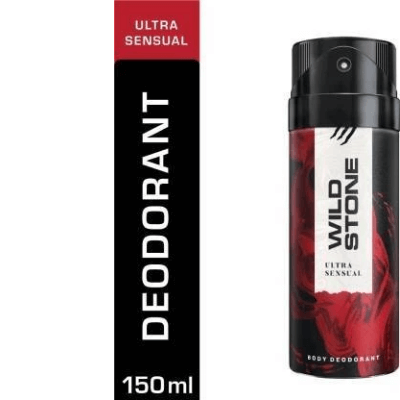 ULTRA
SENSUAL
DEODORANT
150ml
WILD
STONE
ULTRA
SENSUAL
BODY DEODORANT